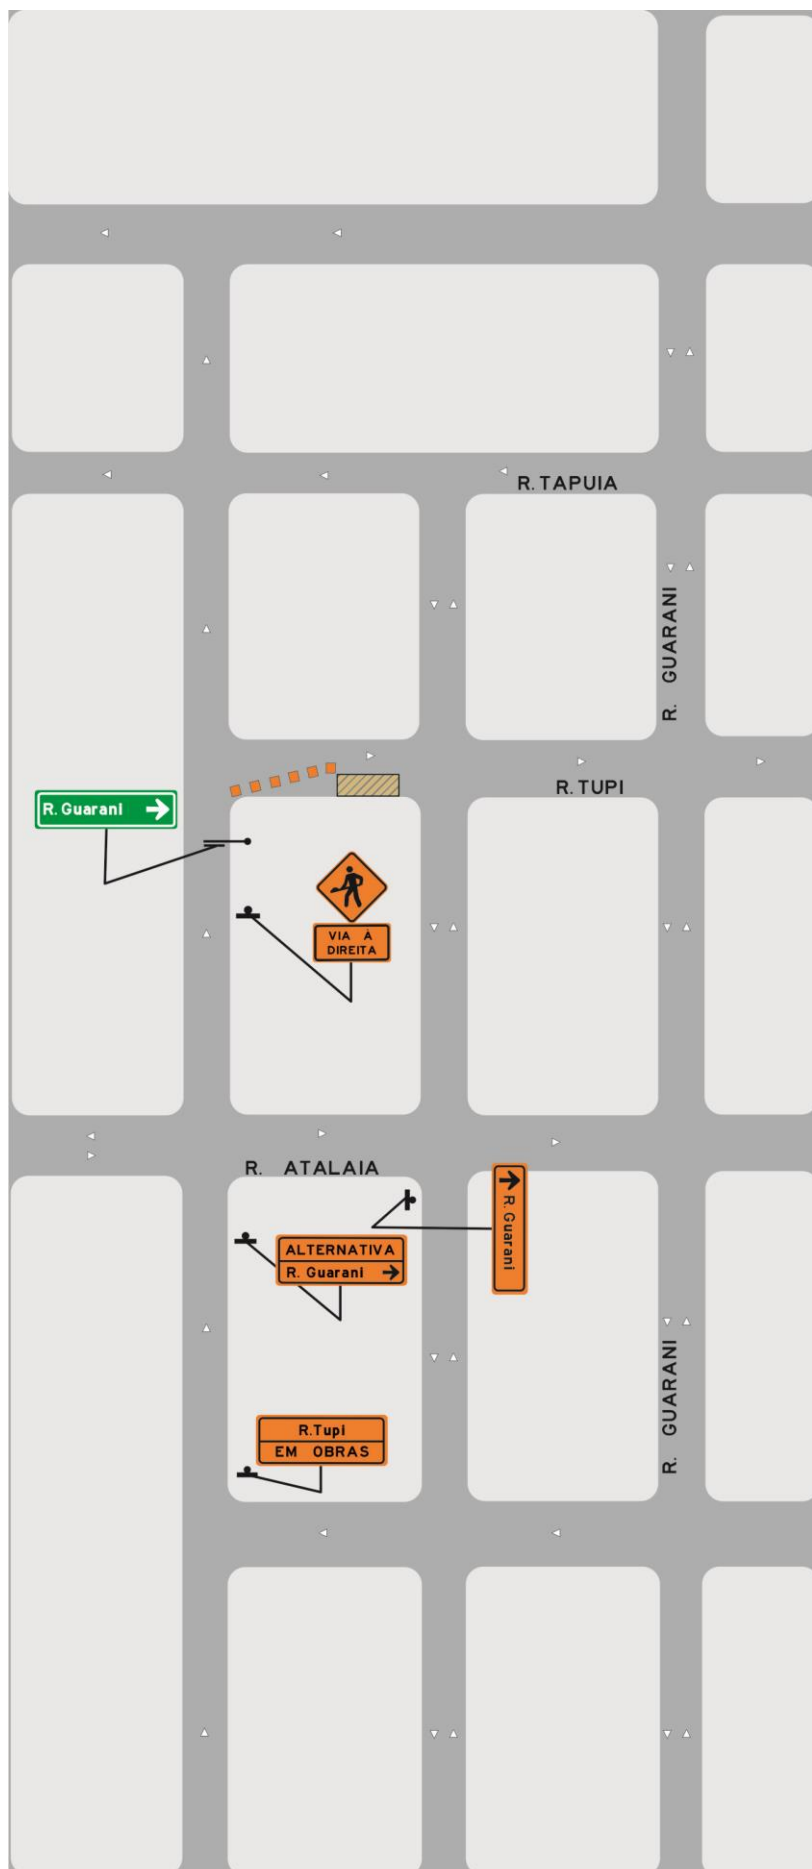 R. TAPUIA
R. GUARANI
R. TUPI
R. Guarani
VIA À
DIREITA
R. ATALAIA
R. Guarani
ALTERNATIVA
R. Guarani
R. GUARANI
R.Tupi
EM OBRAS